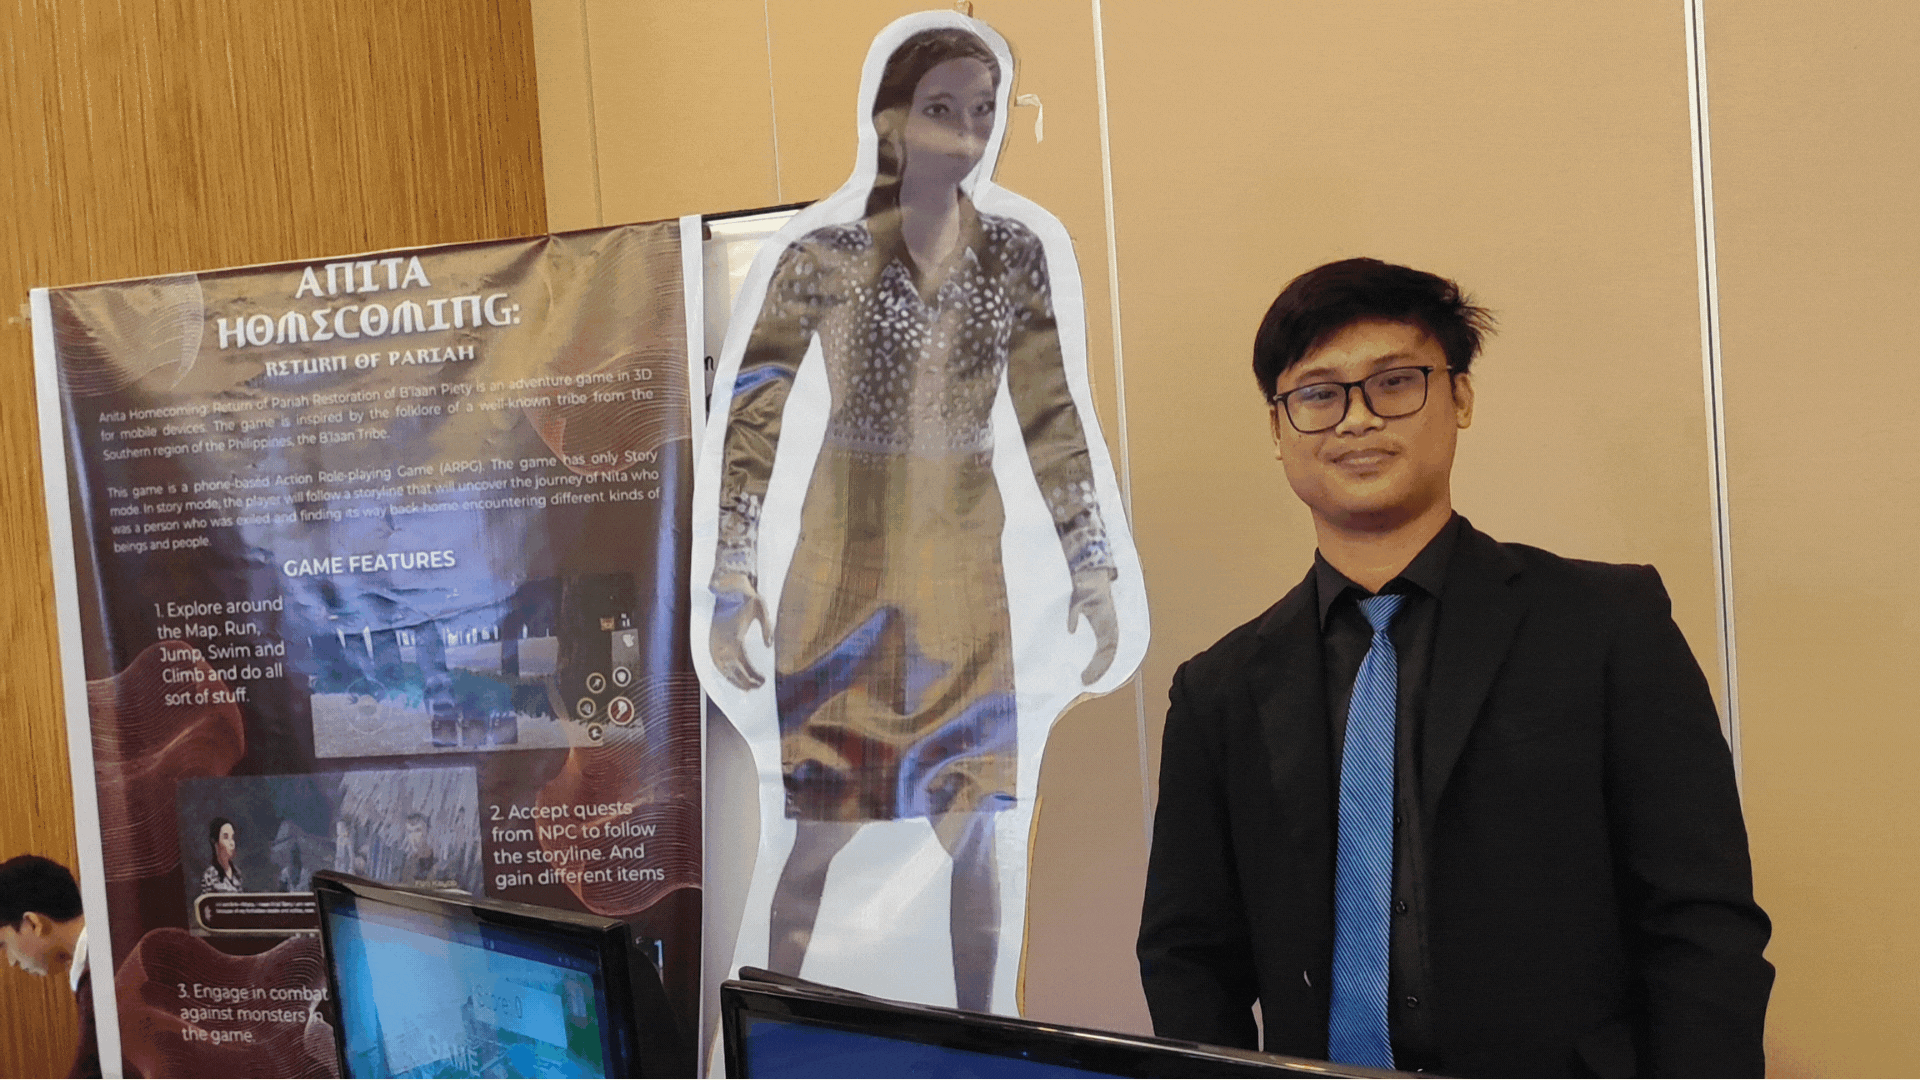 ANITA
HOMECOMING:
RETURN OF PARIAH
Anita Homecoming: Return of Pariah Restoration of B'laan Piety is an adventure game in 3D
for mobile devices. The game is inspired by the folklore of a well-known tribe from the
Southern region of the Philippines, the B'laan Tribe.
This game is a phone-based Action Role-playing Game (ARPG). The game has only Story
mode. In story mode, the player will follow a storyline that will uncover the journey of Nita who
was a person who was exiled and finding its way back home encountering different kinds of
beings and people.
GAME FEATURES
1. Explore around
the Map. Run,
Jump, Swim and
Climb and do all
sort of stuff.
2. Accept quests
from NPC to follow
the storyline. And
gain different items
3. Engage in combat
against monsters in
the game.
Score: 0
GAME